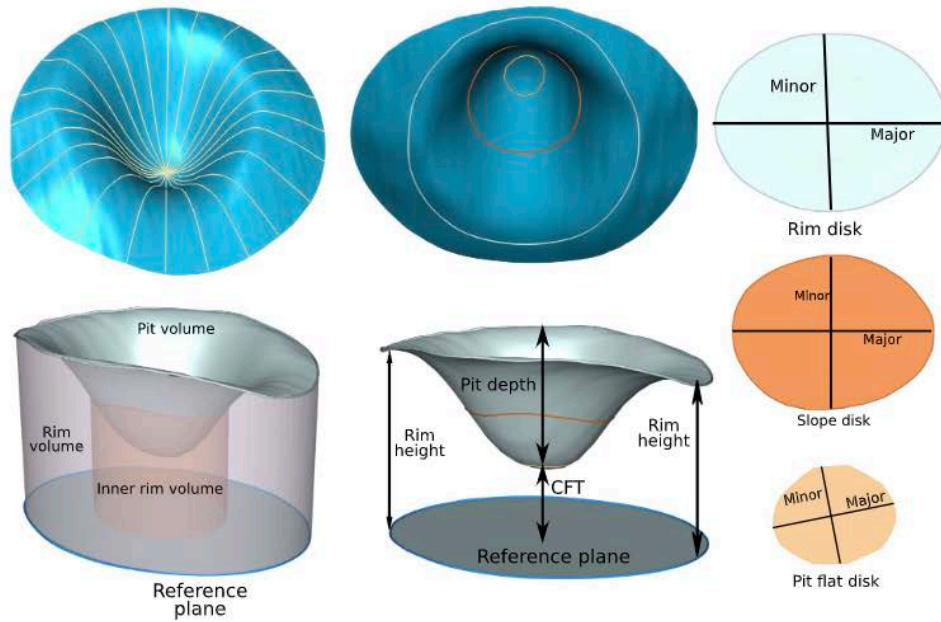 Minor
Major
Rim disk
Minor
Major
Slope disk
Minor
Major
Pit flat disk
Pit volume
Rim
volume
Inner rim volume
Reference
plane
Pit depth
Rim
height
Rim
height
CFT
Reference plane